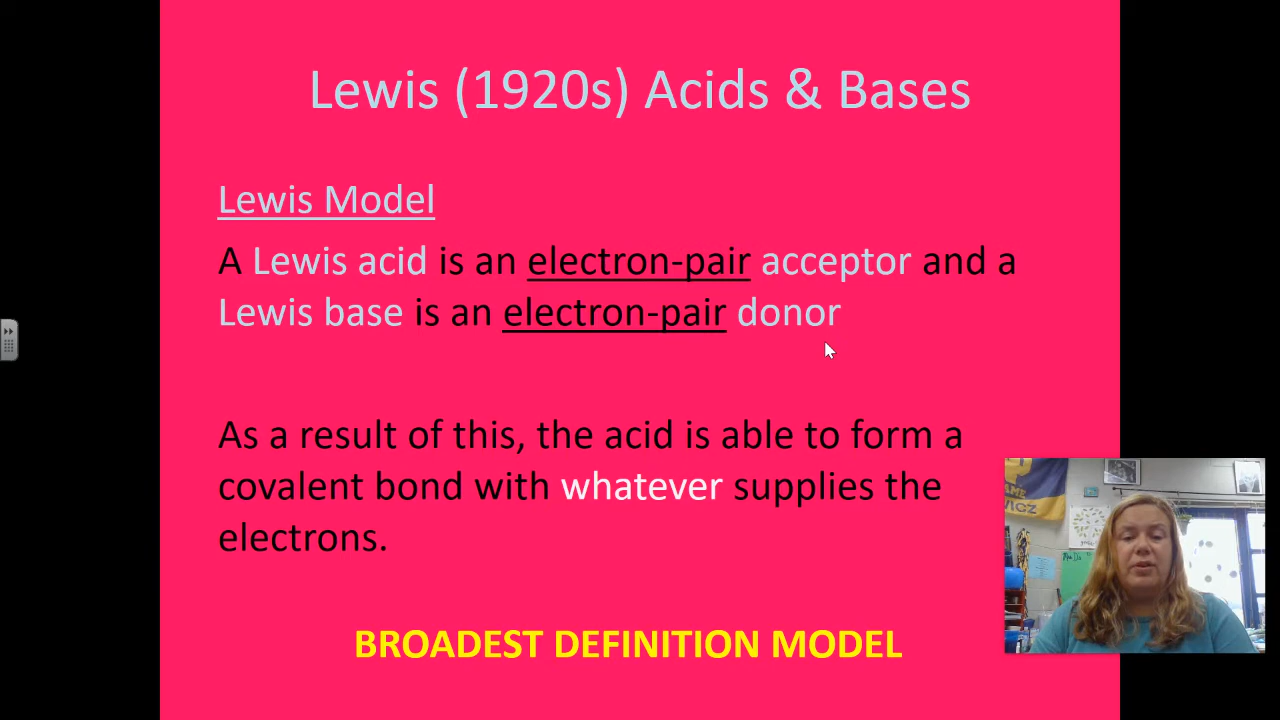 Lewis (1920s) Acids & Bases
Lewis Model
A Lewis acid is an electron-pair acceptor and a
Lewis base is an electron-pair donor
As a result of this, the acid is able to form a
covalent bond with whatever supplies the
electrons.
BROADEST DEFINITION MODEL